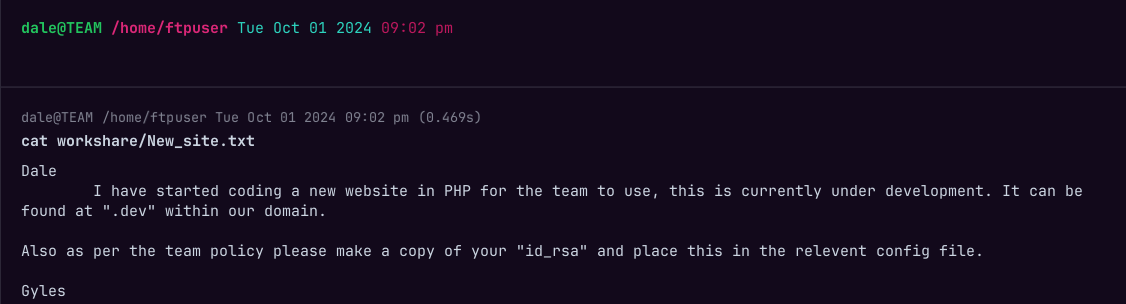 dale@TEAM /home/ftpuser Tue Oct 01 2024 09:02 pm
dale@TEAM /home/ftpuser Tue Oct 01 2024 09:02 pm (0.469s)
cat workshare/New_site.txt
Dale
I have started coding a new website in PHP for the team to use, this is currently under development. It can be
found at ".dev" within our domain.
Also as per the team policy please make a copy of your "id_rsa" and place this in the relevent config file.
Gyles